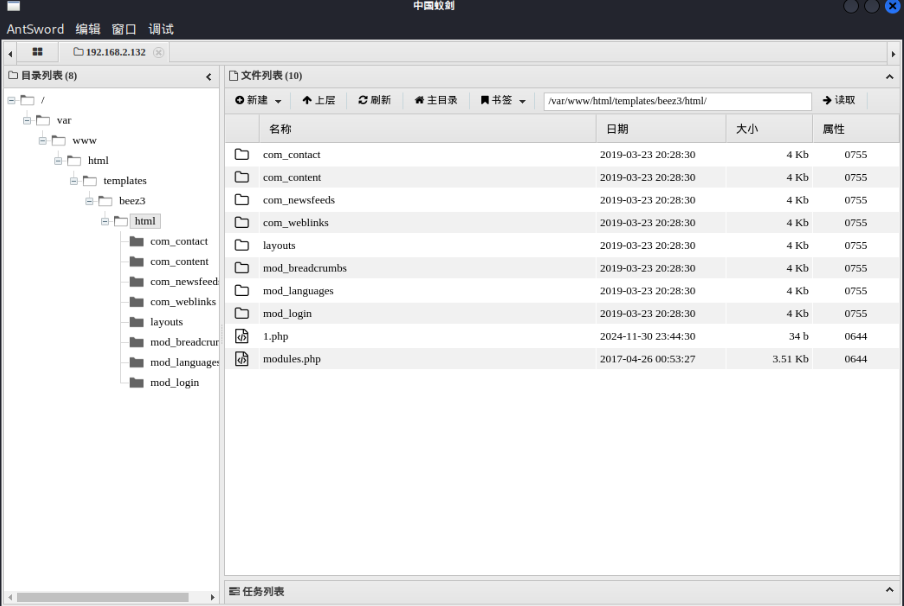 中国蚁剑
AntSword 编辑 窗口 调试
192.168.2.132
目录列表 (8)
/
var
www
html
templates
beez3
html
com_contact
com_content
com_newsfeed
com_weblinks
layouts
mod_breadcrur
mod_languages
mod_login
文件列表 (10)
新建 上层 刷新 主目录 书签 /var/www/html/templates/beez3/html/ 读取
名称 日期 大小 属性
com_contact 2019-03-23 20:28:30 4 Kb 0755
com_content 2019-03-23 20:28:30 4 Kb 0755
com_newsfeeds 2019-03-23 20:28:30 4 Kb 0755
com_weblinks 2019-03-23 20:28:30 4 Kb 0755
layouts 2019-03-23 20:28:30 4 Kb 0755
mod_breadcrumbs 2019-03-23 20:28:30 4 Kb 0755
mod_languages 2019-03-23 20:28:30 4 Kb 0755
mod_login 2019-03-23 20:28:30 4 Kb 0755
1.php 2024-11-30 23:44:30 34 b 0644
modules.php 2017-04-26 00:53:27 3.51 Kb 0644
任务列表